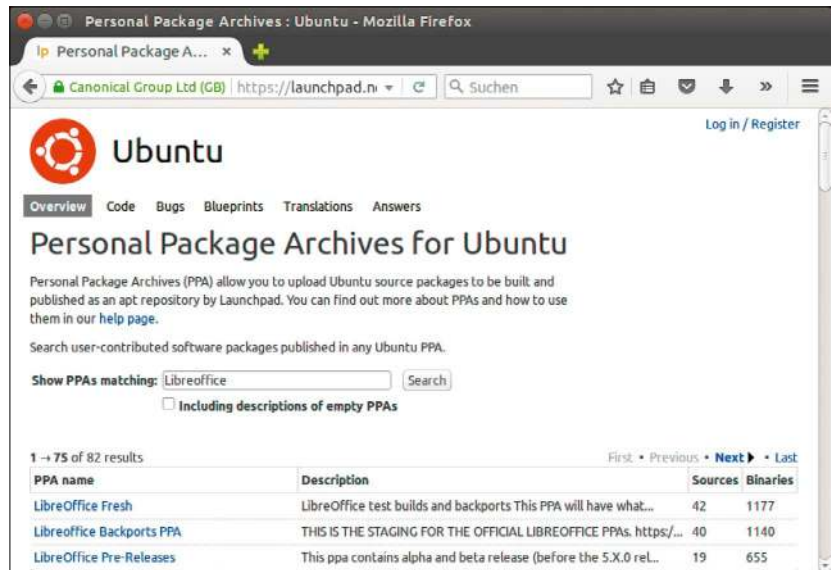 Personal Package Archives : Ubuntu - Mozilla Firefox
lp Personal Package A... ×
Canonical Group Ltd (GB) https://launchpad.n Suchen
Log in / Register
Ubuntu
Overview Code Bugs Blueprints Translations Answers
Personal Package Archives for Ubuntu
Personal Package Archives (PPA) allow you to upload Ubuntu source packages to be built and
published as an apt repository by Launchpad. You can find out more about PPAs and how to use
them in our help page.
Search user-contributed software packages published in any Ubuntu PPA.
Show PPAs matching: Libreoffice Search
Including descriptions of empty PPAs
1 → 75 of 82 results First • Previous • Next • Last
PPA name Description Sources Binaries
LibreOffice Fresh LibreOffice test builds and backports This PPA will have what... 42 1177
Libreoffice Backports PPA THIS IS THE STAGING FOR THE OFFICIAL LIBREOFFICE PPAs. https:/... 40 1140
LibreOffice Pre-Releases This ppa contains alpha and beta release (before the 5.X.0 rel... 19 655